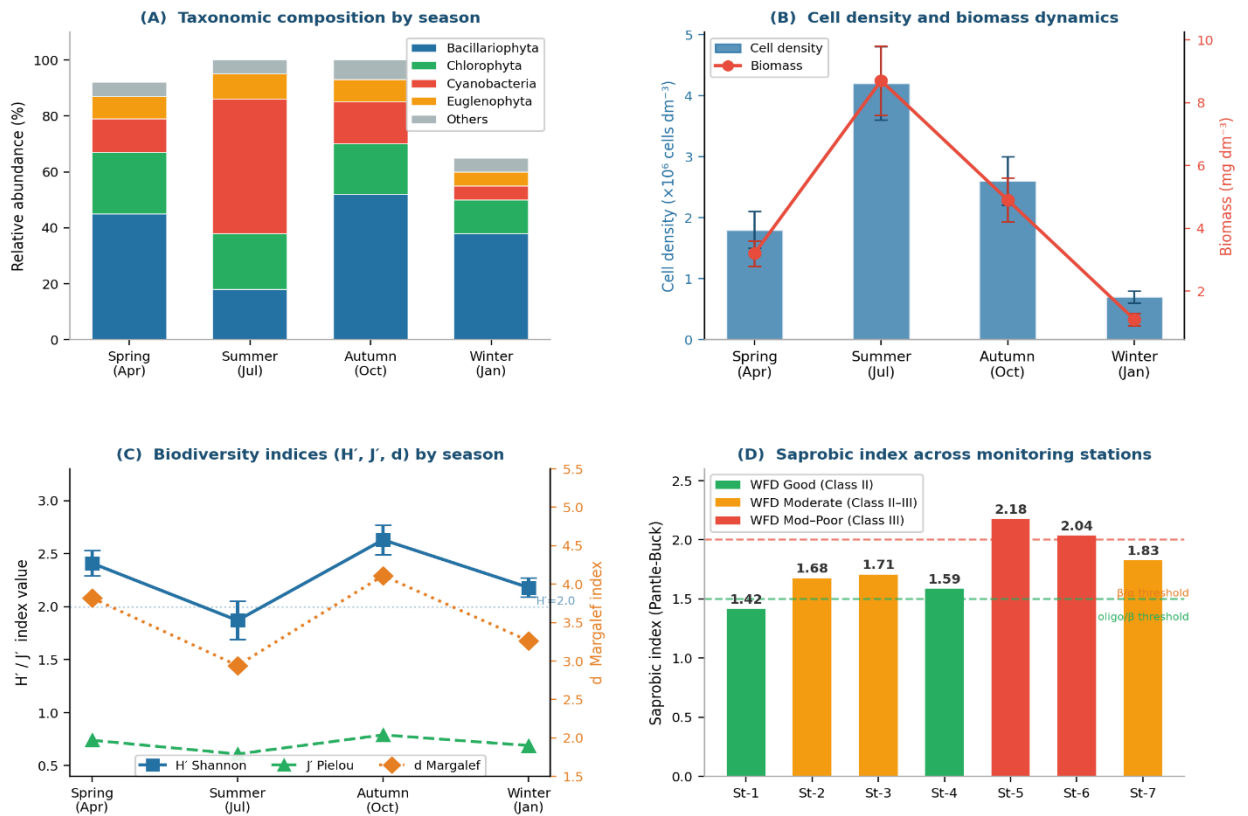 (A)  Taxonomic composition by season
Relative abundance (%)
100
80
60
40
20
0
Bacillariophyta
Chlorophyta
Cyanobacteria
Euglenophyta
Others
Spring
(Apr)
Summer
(Jul)
Autumn
(Oct)
Winter
(Jan)
(B)  Cell density and biomass dynamics
Cell density (×10⁶ cells dm⁻³)
5
4
3
2
1
0
Cell density
Biomass
10
8
6
4
2
Biomass (mg dm⁻³)
Spring
(Apr)
Summer
(Jul)
Autumn
(Oct)
Winter
(Jan)
(C)  Biodiversity indices (H′, J′, d) by season
H′ / J′  index value
3.0
2.5
2.0
1.5
1.0
0.5
H′=2.0
H′ Shannon
J′ Pielou
d Margalef
5.5
5.0
4.5
4.0
3.5
3.0
2.5
2.0
1.5
d  Margalef index
Spring
(Apr)
Summer
(Jul)
Autumn
(Oct)
Winter
(Jan)
(D)  Saprobic index across monitoring stations
Saprobic index (Pantle-Buck)
2.5
2.0
1.5
1.0
0.5
0.0
WFD Good (Class II)
WFD Moderate (Class II–III)
WFD Mod–Poor (Class III)
1.42
1.68
1.71
1.59
2.18
2.04
1.83
β/α threshold
oligo/β threshold
St-1
St-2
St-3
St-4
St-5
St-6
St-7